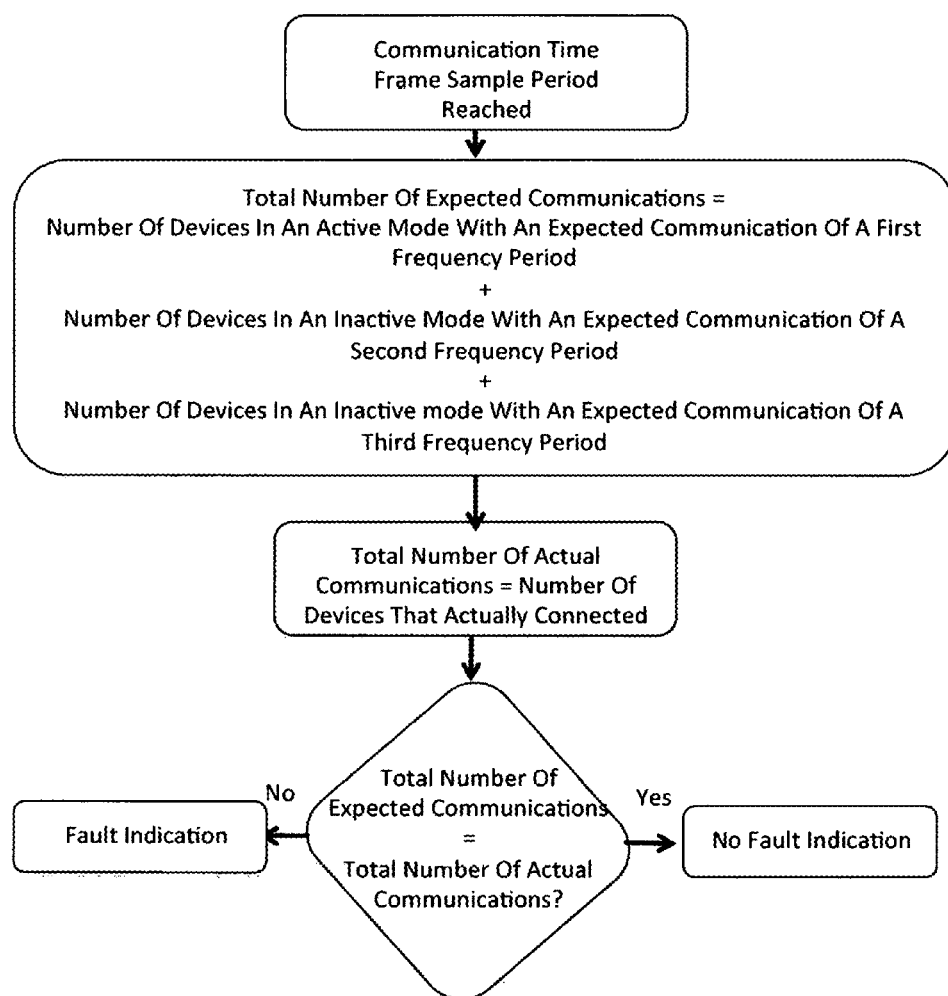 Communication Time
Frame Sample Period
Reached
Total Number Of Expected Communications =
Number Of Devices In An Active Mode With An Expected Communication Of A First
Frequency Period
+
Number Of Devices In An Inactive Mode With An Expected Communication Of A
Second Frequency Period
+
Number Of Devices In An Inactive mode With An Expected Communication Of A
Third Frequency Period
Total Number Of Actual
Communications = Number Of
Devices That Actually Connected
Total Number Of
Expected Communications
=
Total Number Of Actual
Communications?
No
Fault Indication
Yes
No Fault Indication